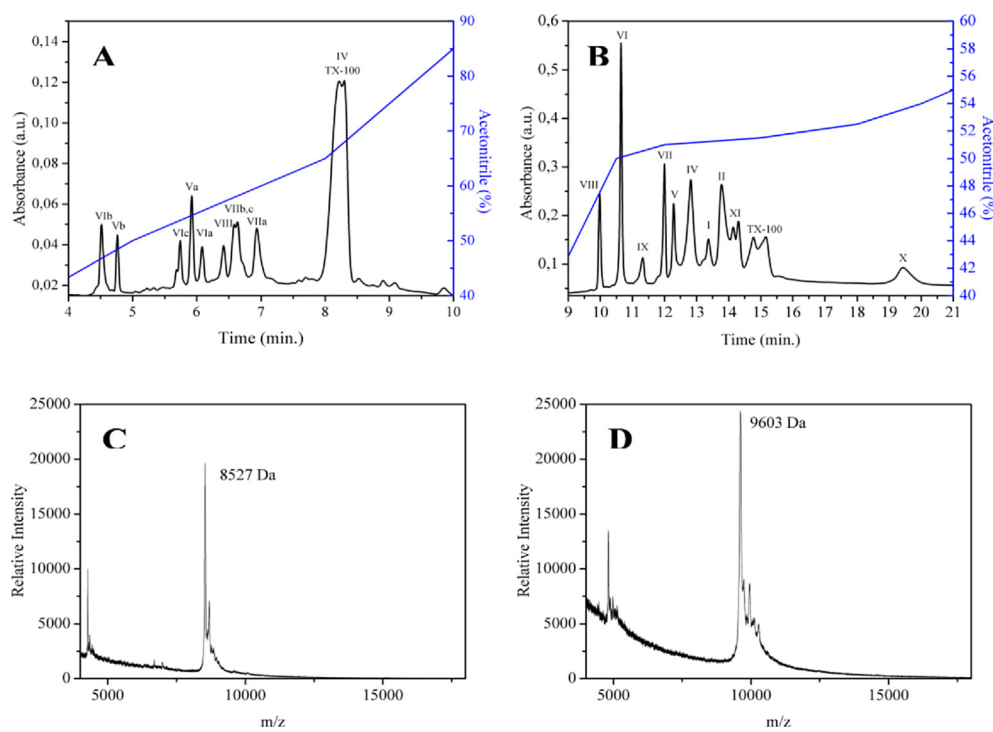 A
0,14
0,12
0,10
0,08
0,06
0,04
0,02
Absorbance (a.u.)
VIb
Vb
VIc
Va
VIa
VIII
VIIb,c
VIIa
IV
TX-100
90
80
70
60
50
40
Acetonitrile (%)
4
5
6
7
8
9
10
Time (min.)
B
0,6
0,5
0,4
0,3
0,2
0,1
Absorbance (a.u.)
VIII
VI
IX
VII
V
IV
I
II
XI
TX-100
X
60
58
56
54
52
50
48
46
44
42
40
Acetonitrile (%)
9
10
11
12
13
14
15
16
17
18
19
20
21
Time (min.)
C
25000
20000
15000
10000
5000
0
Relative Intensity
8527 Da
5000
10000
15000
m/z
D
25000
20000
15000
10000
5000
0
Relative Intensity
9603 Da
5000
10000
15000
m/z